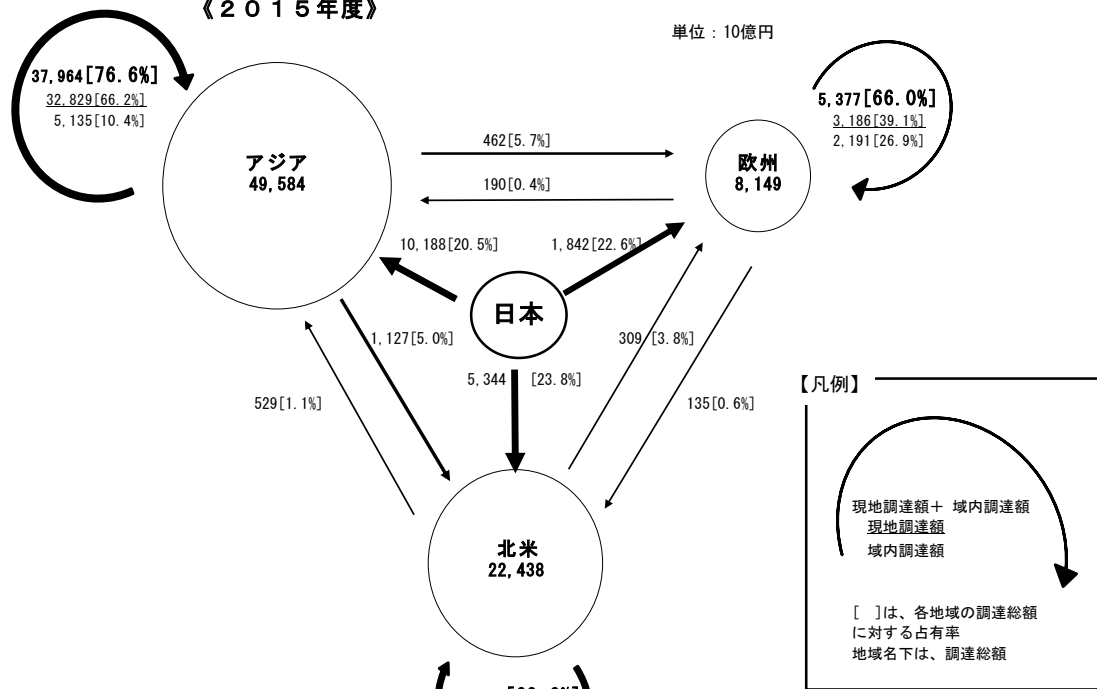 《２０１５年度》
単位：10億円
37,964[76.6%]
32,829[66.2%]
5,135[10.4%]
5,377[66.0%]
3,186[39.1%]
2,191[26.9%]
アジア
49,584
462[5.7%]
190[0.4%]
欧州
8,149
10,188[20.5%]
1,842[22.6%]
日本
1,127[5.0%]
309 [3.8%]
5,344 [23.8%]
529[1.1%]
135[0.6%]
北米
22,438
【凡例】
現地調達額＋ 域内調達額
現地調達額
域内調達額
[ ]は、各地域の調達総額
に対する占有率
地域名下は、調達総額